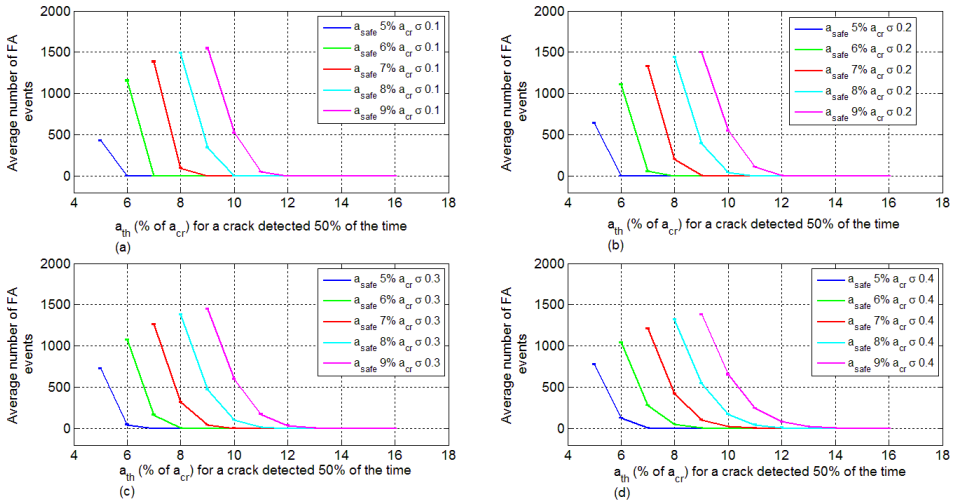 2000
1500
1000
500
0
Average number of FA
events
a_safe 5% a_cr σ 0.1
a_safe 6% a_cr σ 0.1
a_safe 7% a_cr σ 0.1
a_safe 8% a_cr σ 0.1
a_safe 9% a_cr σ 0.1
4 6 8 10 12 14 16 18
a_th (% of a_cr) for a crack detected 50% of the time
(a)
2000
1500
1000
500
0
Average number of FA
events
a_safe 5% a_cr σ 0.2
a_safe 6% a_cr σ 0.2
a_safe 7% a_cr σ 0.2
a_safe 8% a_cr σ 0.2
a_safe 9% a_cr σ 0.2
4 6 8 10 12 14 16 18
a_th (% of a_cr) for a crack detected 50% of the time
(b)
2000
1500
1000
500
0
Average number of FA
events
a_safe 5% a_cr σ 0.3
a_safe 6% a_cr σ 0.3
a_safe 7% a_cr σ 0.3
a_safe 8% a_cr σ 0.3
a_safe 9% a_cr σ 0.3
4 6 8 10 12 14 16 18
a_th (% of a_cr) for a crack detected 50% of the time
(c)
2000
1500
1000
500
0
Average number of FA
events
a_safe 5% a_cr σ 0.4
a_safe 6% a_cr σ 0.4
a_safe 7% a_cr σ 0.4
a_safe 8% a_cr σ 0.4
a_safe 9% a_cr σ 0.4
4 6 8 10 12 14 16 18
a_th (% of a_cr) for a crack detected 50% of the time
(d)